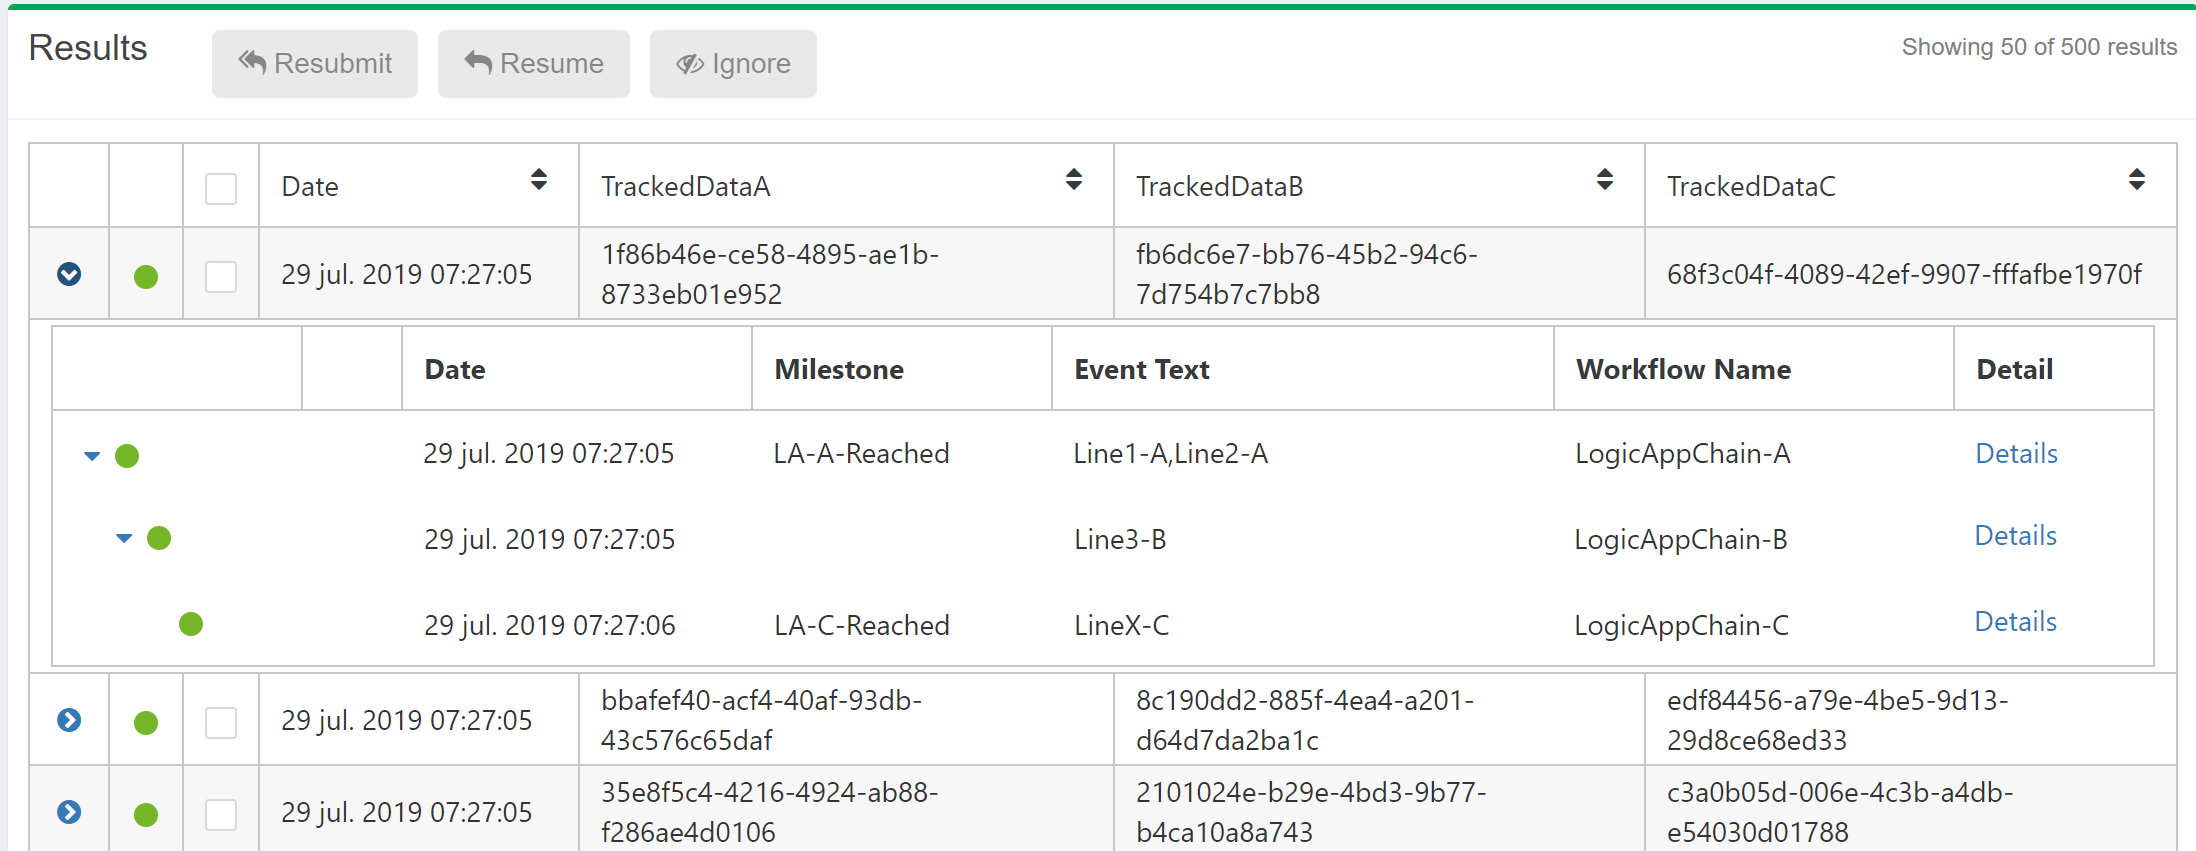 Results Resubmit Resume Ignore Showing 50 of 500 results
Date TrackedDataA TrackedDataB TrackedDataC
29 jul. 2019 07:27:05 1f86b46e-ce58-4895-ae1b- fb6dc6e7-bb76-45b2-94c6- 68f3c04f-4089-42ef-9907-fffafbe1970f
8733eb01e952 7d754b7c7bb8
Date Milestone Event Text Workflow Name Detail
29 jul. 2019 07:27:05 LA-A-Reached Line1-A,Line2-A LogicAppChain-A Details
29 jul. 2019 07:27:05 Line3-B LogicAppChain-B Details
29 jul. 2019 07:27:06 LA-C-Reached LineX-C LogicAppChain-C Details
29 jul. 2019 07:27:05 bbafef40-acf4-40af-93db- 8c190dd2-885f-4ea4-a201- edf84456-a79e-4be5-9d13-
43c576c65daf d64d7da2ba1c 29d8ce68ed33
29 jul. 2019 07:27:05 35e8f5c4-4216-4924-ab88- 2101024e-b29e-4bd3-9b77- c3a0b05d-006e-4c3b-a4db-
f286ae4d0106 b4ca10a8a743 e54030d01788